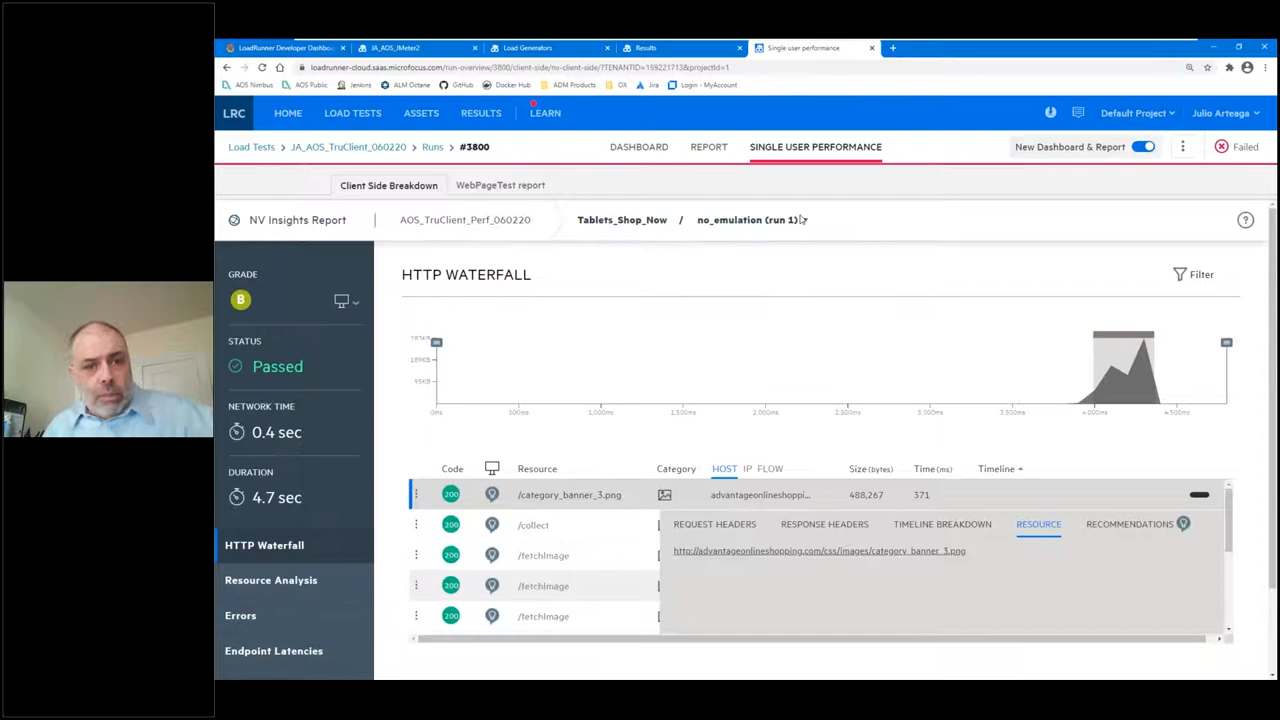 LoadRunner Developer Dashboa
JA_AOS_JMeter2
Load Generators
Results
Single user performance
loadrunner-cloud.saas.microfocus.com/run-overview/3800/client-side/nv-client-side/?TENANTID=159221713&projectId=1
AOS Nimbus
AOS Public
Jenkins
ALM Octane
GitHub
Docker Hub
ADM Products
OX
Jira
Login - MyAccount
LRC
HOME
LOAD TESTS
ASSETS
RESULTS
LEARN
Default Project
Julio Arteaga
Load Tests
JA_AOS_TruClient_060220
Runs
#3800
DASHBOARD
REPORT
SINGLE USER PERFORMANCE
New Dashboard & Report
Failed
Client Side Breakdown
WebPageTest report
NV Insights Report
AOS_TruClient_Perf_060220
Tablets_Shop_Now / no_emulation (run 1)
GRADE
B
STATUS
Passed
NETWORK TIME
0.4 sec
DURATION
4.7 sec
HTTP Waterfall
Resource Analysis
Errors
Endpoint Latencies
HTTP WATERFALL
Filter
189KB
95KB
0ms 500ms 1,000ms 1,500ms 2,000ms 2,500ms 3,000ms 3,500ms 4,000ms 4,500ms
Code Resource Category HOST IP FLOW Size (bytes) Time (ms) Timeline
200 /category_banner_3.png advantageonlineshoppi... 488,267 371
200 /collect
200 /fetchImage
200 /fetchImage
200 /fetchImage
REQUEST HEADERS RESPONSE HEADERS TIMELINE BREAKDOWN RESOURCE RECOMMENDATIONS
http://advantageonlineshopping.com/css/images/category_banner_3.png